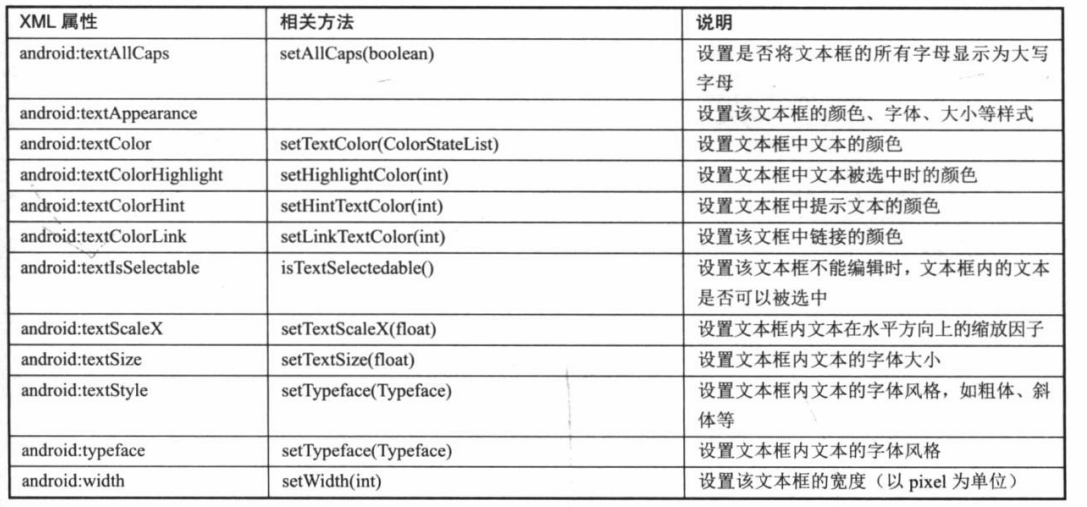 XML 属性 相关方法 说明
android:textAllCaps setAllCaps(boolean) 设置是否将文本框的所有字母显示为大写
字母
android:textAppearance 设置该文本框的颜色、字体、大小等样式
android:textColor setTextColor(ColorStateList) 设置文本框中文本的颜色
android:textColorHighlight setHighlightColor(int) 设置文本框中文本被选中时的颜色
android:textColorHint setHintTextColor(int) 设置文本框中提示文本的颜色
android:textColorLink setLinkTextColor(int) 设置该文框中链接的颜色
android:textIsSelectable isTextSelectedable() 设置该文本框不能编辑时，文本框内的文本
是否可以被选中
android:textScaleX setTextScaleX(float) 设置文本框内文本在水平方向上的缩放因子
android:textSize setTextSize(float) 设置文本框内文本的字体大小
android:textStyle setTypeface(Typeface) 设置文本框内文本的字体风格，如粗体、斜
体等
android:typeface setTypeface(Typeface) 设置文本框内文本的字体风格
android:width setWidth(int) 设置该文本框的宽度（以 pixel 为单位）